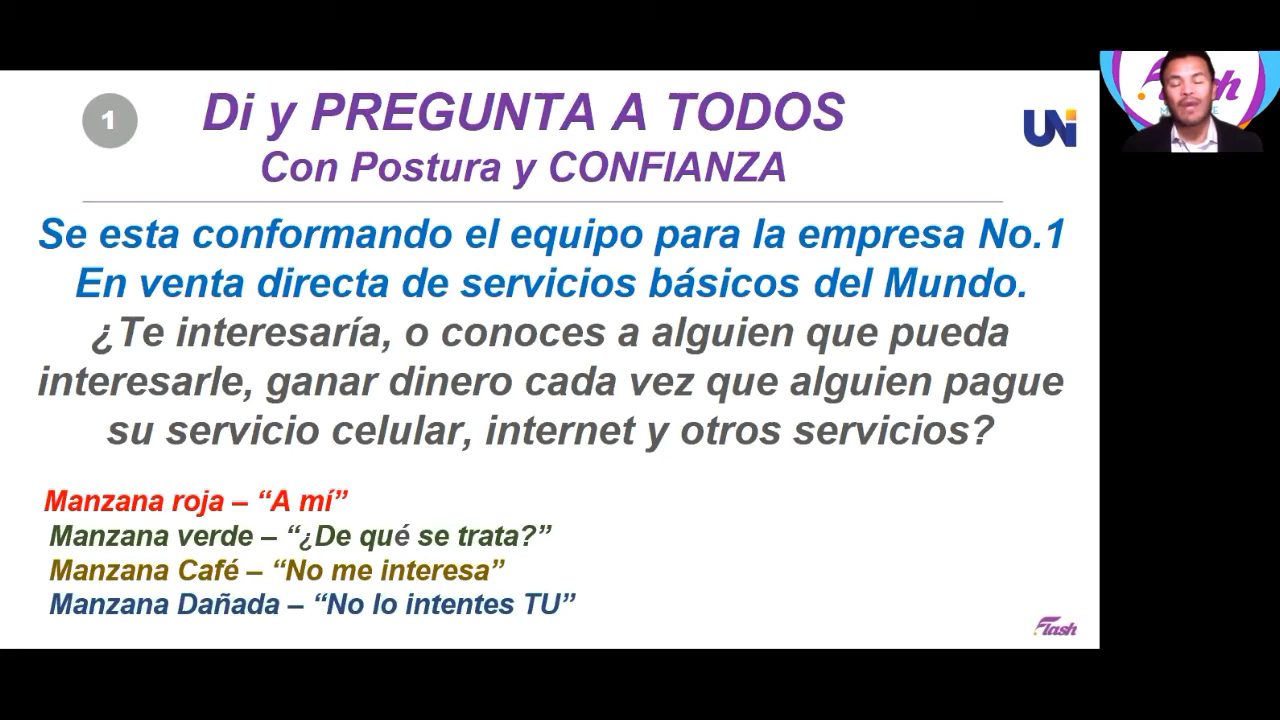 1
Di y PREGUNTA A TODOS
Con Postura y CONFIANZA
UNi
Se esta conformando el equipo para la empresa No.1
En venta directa de servicios básicos del Mundo.
¿Te interesaría, o conoces a alguien que pueda
interesarle, ganar dinero cada vez que alguien pague
su servicio celular, internet y otros servicios?
Manzana roja – “A mí”
Manzana verde – “¿De qué se trata?”
Manzana Café – “No me interesa”
Manzana Dañada – “No lo intentes TU”
Flash